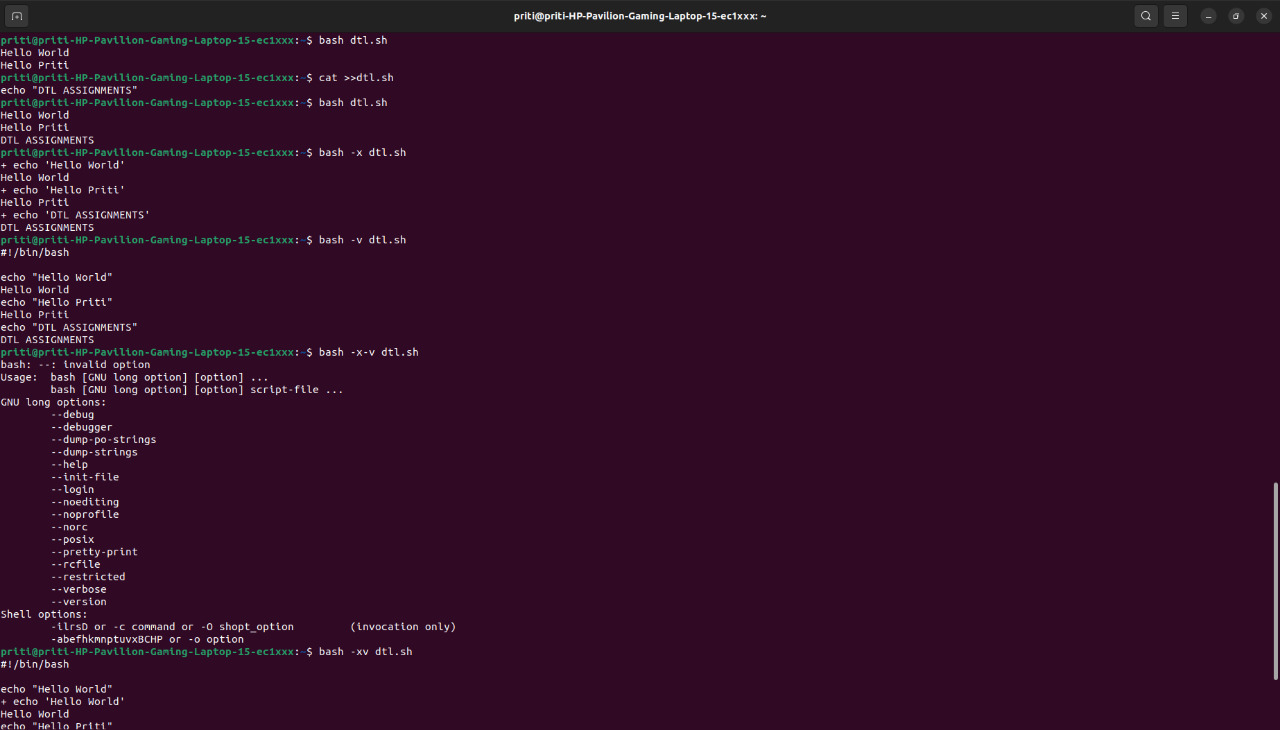 priti@priti-HP-Pavilion-Gaming-Laptop-15-ec1xxx: ~
priti@priti-HP-Pavilion-Gaming-Laptop-15-ec1xxx:~$ bash dtl.sh
Hello World
Hello Priti
priti@priti-HP-Pavilion-Gaming-Laptop-15-ec1xxx:~$ cat >>dtl.sh
echo "DTL ASSIGNMENTS"
priti@priti-HP-Pavilion-Gaming-Laptop-15-ec1xxx:~$ bash dtl.sh
Hello World
Hello Priti
DTL ASSIGNMENTS
priti@priti-HP-Pavilion-Gaming-Laptop-15-ec1xxx:~$ bash -x dtl.sh
+ echo 'Hello World'
Hello World
+ echo 'Hello Priti'
Hello Priti
+ echo 'DTL ASSIGNMENTS'
DTL ASSIGNMENTS
priti@priti-HP-Pavilion-Gaming-Laptop-15-ec1xxx:~$ bash -v dtl.sh
#!/bin/bash

echo "Hello World"
Hello World
echo "Hello Priti"
Hello Priti
echo "DTL ASSIGNMENTS"
DTL ASSIGNMENTS
priti@priti-HP-Pavilion-Gaming-Laptop-15-ec1xxx:~$ bash -x-v dtl.sh
bash: --: invalid option
Usage:  bash [GNU long option] [option] ...
        bash [GNU long option] [option] script-file ...
GNU long options:
        --debug
        --debugger
        --dump-po-strings
        --dump-strings
        --help
        --init-file
        --login
        --noediting
        --noprofile
        --norc
        --posix
        --pretty-print
        --rcfile
        --restricted
        --verbose
        --version
Shell options:
        -ilrsD or -c command or -O shopt_option         (invocation only)
        -abefhkmnptuvxBCHP or -o option
priti@priti-HP-Pavilion-Gaming-Laptop-15-ec1xxx:~$ bash -xv dtl.sh
#!/bin/bash

echo "Hello World"
+ echo 'Hello World'
Hello World
echo "Hello Priti"